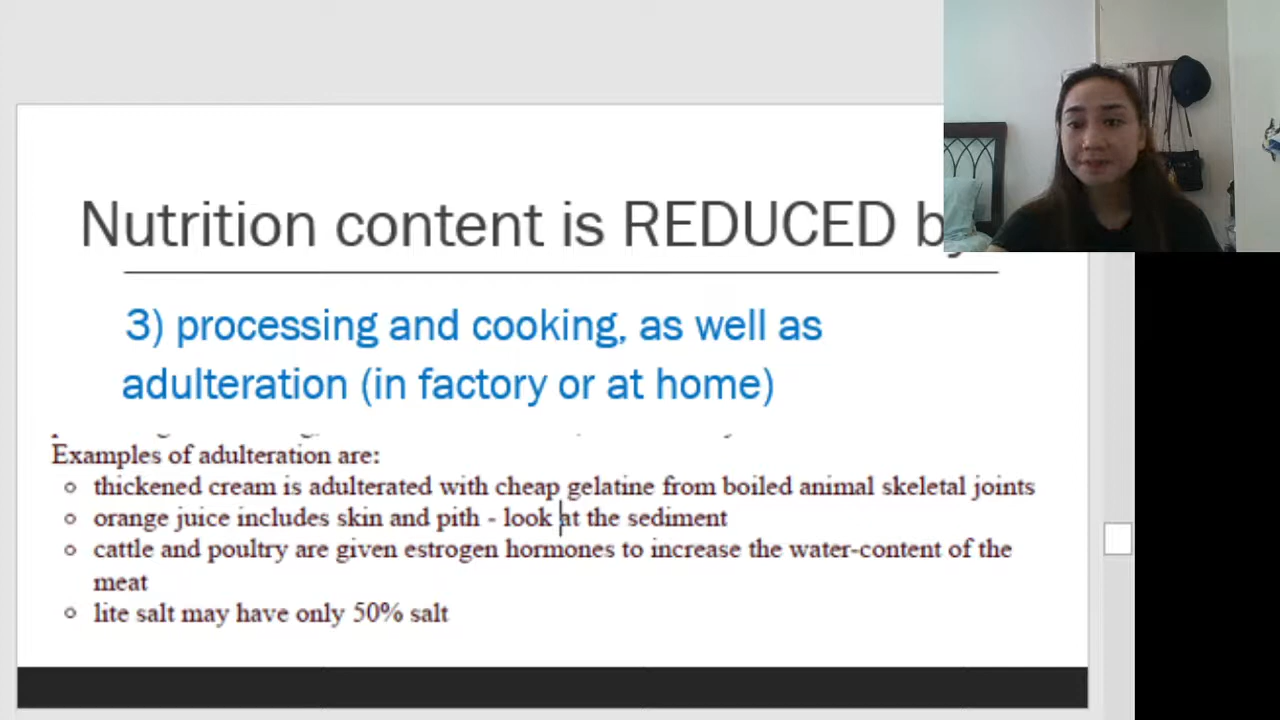 Nutrition content is REDUCED by
3) processing and cooking, as well as
adulteration (in factory or at home)
Examples of adulteration are:
thickened cream is adulterated with cheap gelatine from boiled animal skeletal joints
orange juice includes skin and pith - look at the sediment
cattle and poultry are given estrogen hormones to increase the water-content of the
meat
lite salt may have only 50% salt